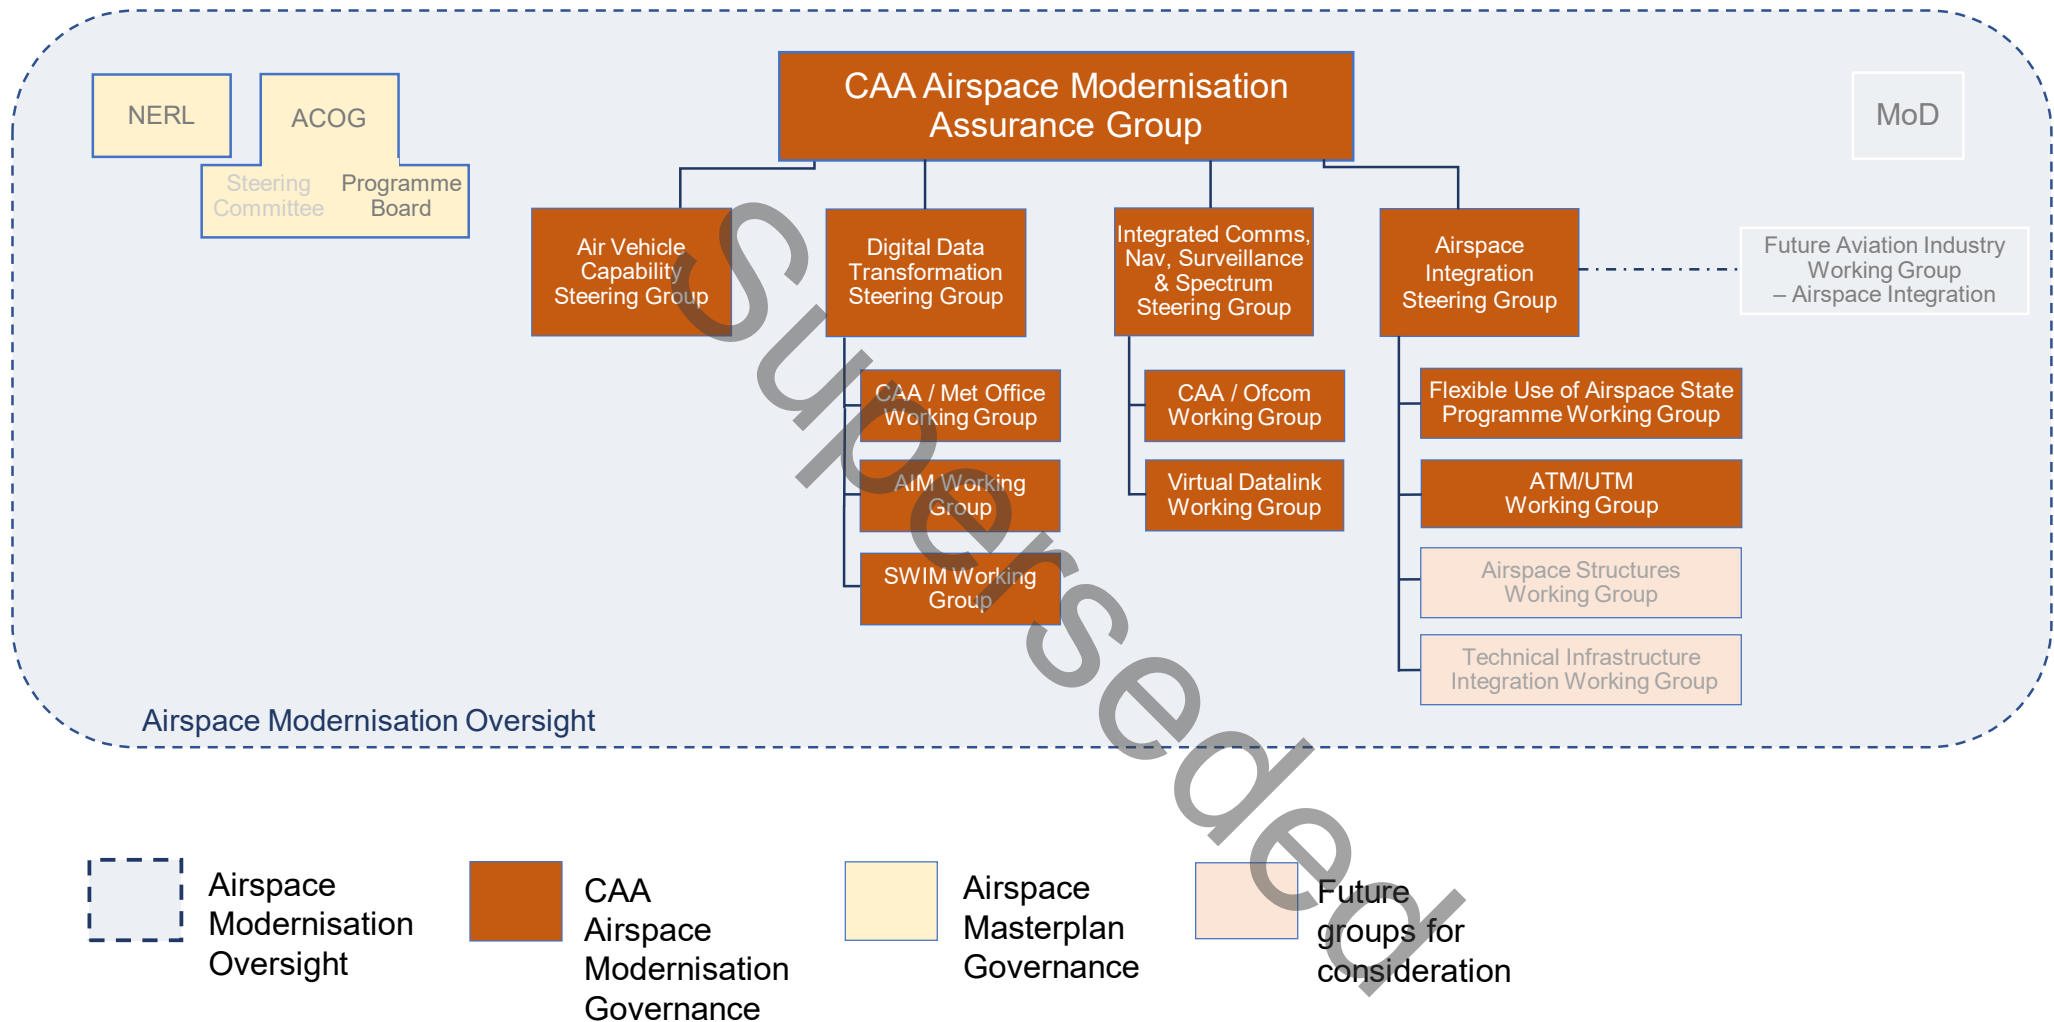 CAA Airspace Modernisation
Assurance Group
NERL
ACOG
Steering
Committee
Programme
Board
MoD
Air Vehicle
Capability
Steering Group
Digital Data
Transformation
Steering Group
Integrated Comms,
Nav, Surveillance
& Spectrum
Steering Group
Airspace
Integration
Steering Group
Future Aviation Industry
Working Group
– Airspace Integration
CAA / Met Office
Working Group
AIM Working
Group
SWIM Working
Group
CAA / Ofcom
Working Group
Virtual Datalink
Working Group
Flexible Use of Airspace State
Programme Working Group
ATM/UTM
Working Group
Airspace Structures
Working Group
Technical Infrastructure
Integration Working Group
Airspace Modernisation Oversight
Superseded
Airspace
Modernisation
Oversight
CAA
Airspace
Modernisation
Governance
Airspace
Masterplan
Governance
Future
groups for
consideration